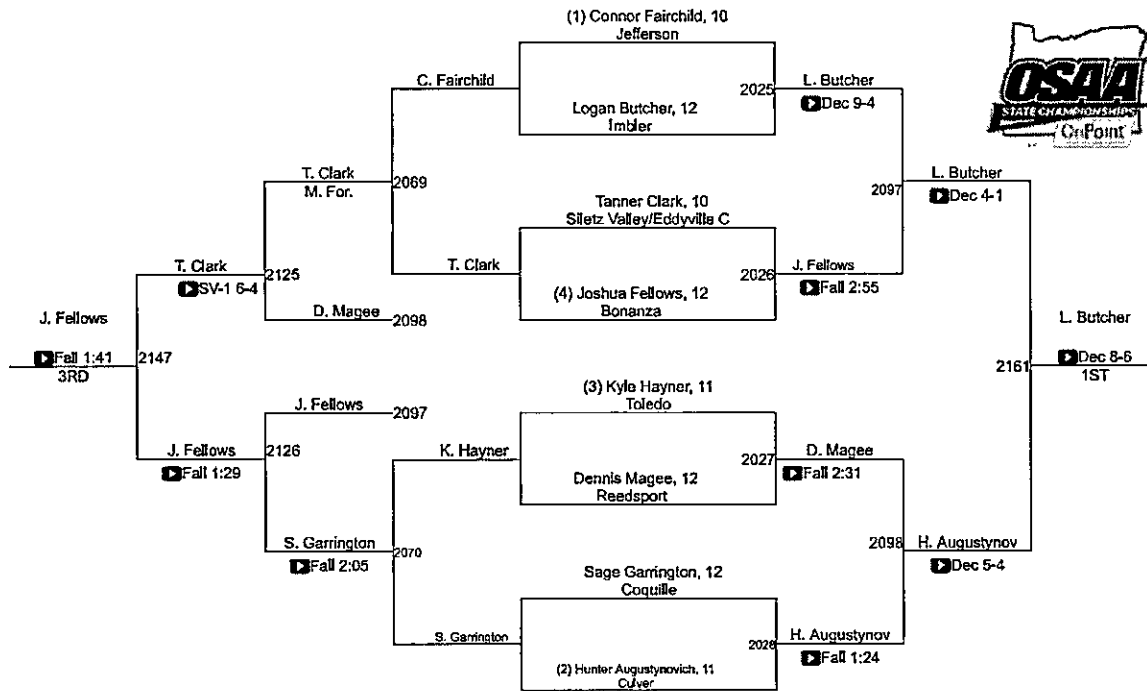 (1) Connor Fairchild, 10
Jefferson
C. Fairchild
2025
L. Butcher
Dec 9-4
Logan Butcher, 12
Imbler
OSAA
STATE CHAMPIONSHIPS
OnPoint
T. Clark
M. For.
2069
Tanner Clark, 10
Siletz Valley/Eddyville C
2097
L. Butcher
Dec 4-1
T. Clark
SV-1 6-4
2125
T. Clark
2026
J. Fellows
Fall 2:55
(4) Joshua Fellows, 12
Bonanza
D. Magee
2098
J. Fellows
Fall 1:41
3RD
2147
2161
L. Butcher
Dec 8-6
1ST
(3) Kyle Hayner, 11
Toledo
J. Fellows
2097
J. Fellows
Fall 1:29
2126
K. Hayner
2027
D. Magee
Fall 2:31
Dennis Magee, 12
Reedsport
S. Garrington
Fall 2:05
2070
2098
H. Augustynov
Dec 5-4
Sage Garrington, 12
Coquille
S. Garrington
2028
H. Augustynov
Fall 1:24
(2) Hunter Augustynovich, 11
Culver